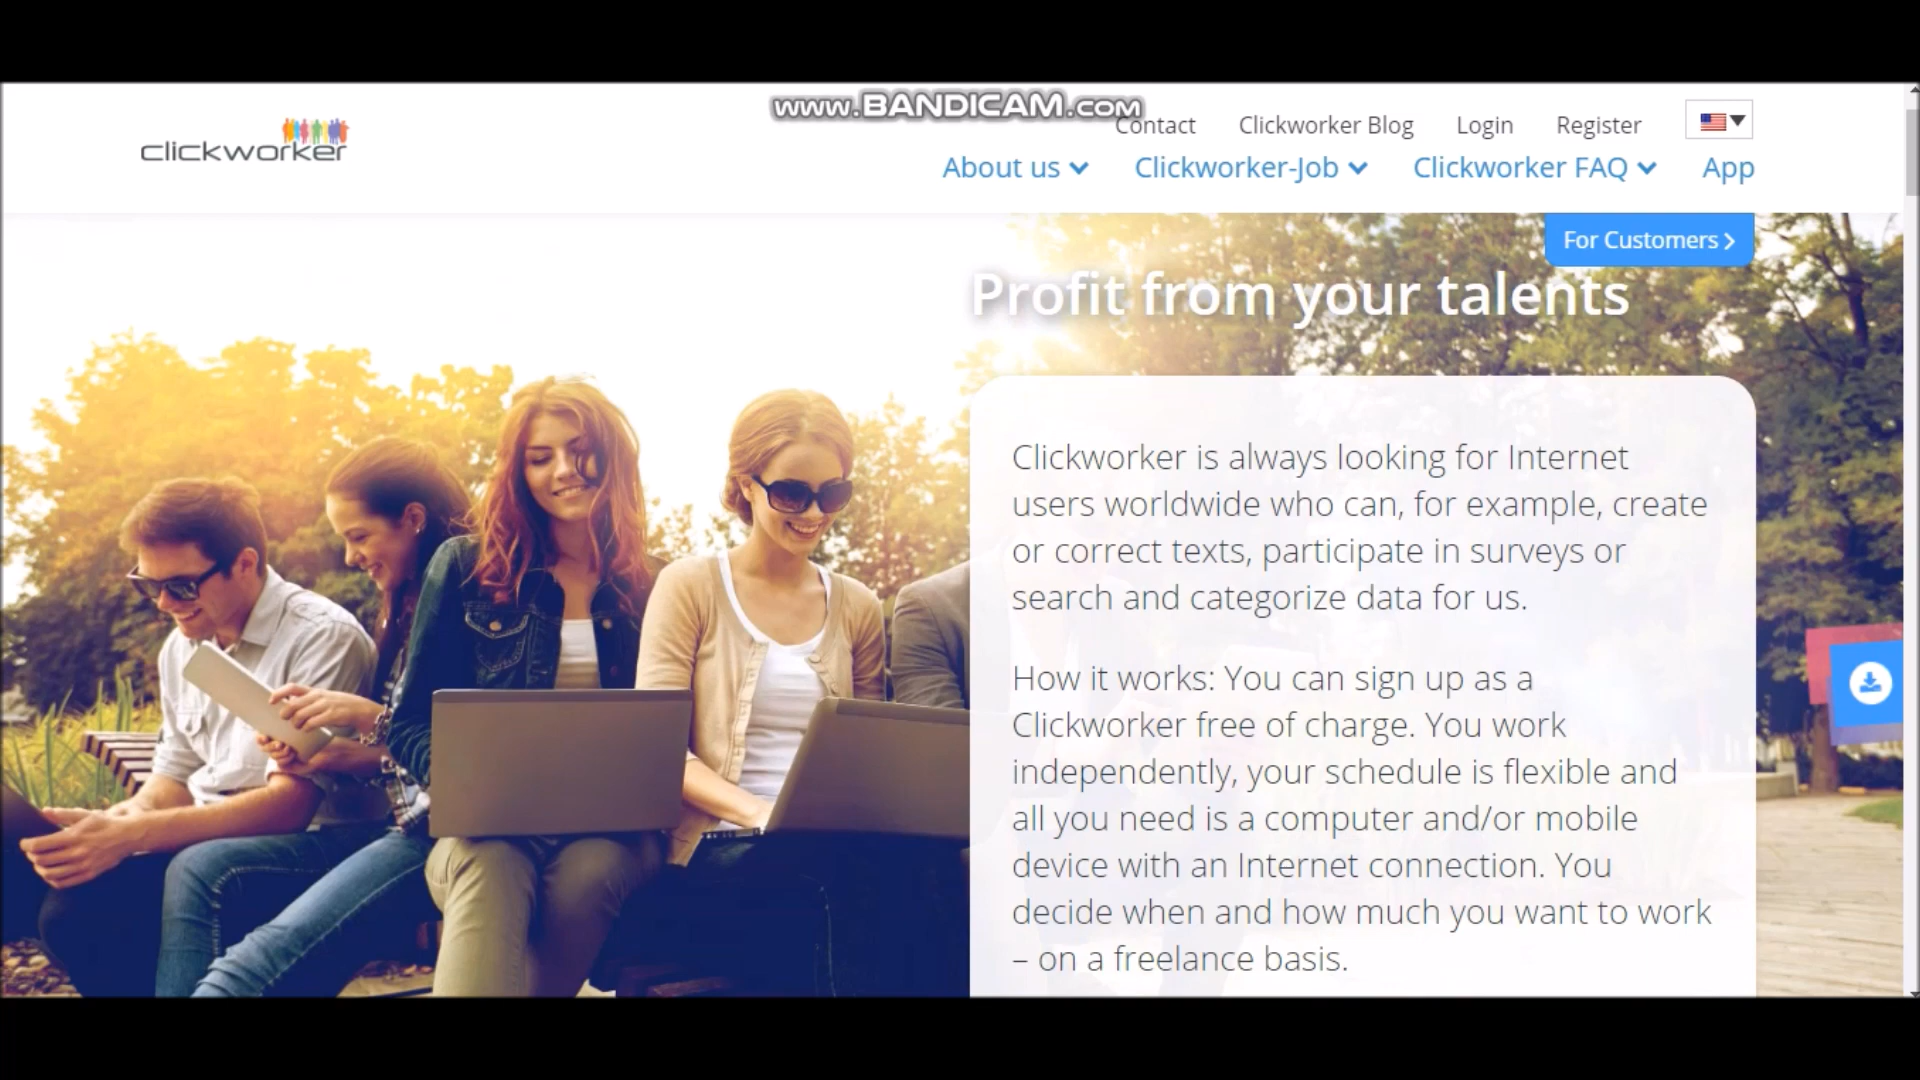 www.BANDICAM.com
clickworker
Contact Clickworker Blog Login Register
About us Clickworker-Job Clickworker FAQ App
For Customers
Profit from your talents
Clickworker is always looking for Internet
users worldwide who can, for example, create
or correct texts, participate in surveys or
search and categorize data for us.
How it works: You can sign up as a
Clickworker free of charge. You work
independently, your schedule is flexible and
all you need is a computer and/or mobile
device with an Internet connection. You
decide when and how much you want to work
– on a freelance basis.